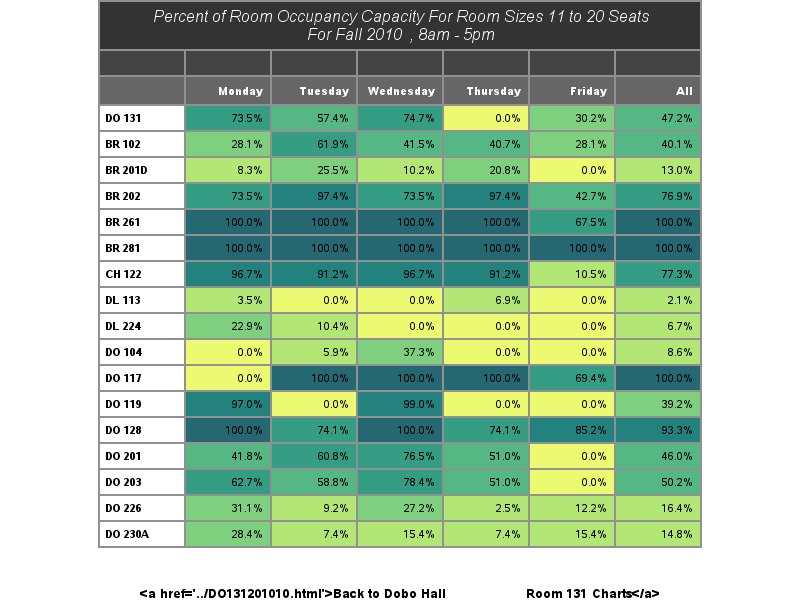 Percent of Room Occupancy Capacity For Room Sizes 11 to 20 Seats
For Fall 2010 , 8am - 5pm
Monday Tuesday Wednesday Thursday Friday All
DO 131 73.5% 57.4% 74.7% 0.0% 30.2% 47.2%
BR 102 28.1% 61.9% 41.5% 40.7% 28.1% 40.1%
BR 201D 8.3% 25.5% 10.2% 20.8% 0.0% 13.0%
BR 202 73.5% 97.4% 73.5% 97.4% 42.7% 76.9%
BR 261 100.0% 100.0% 100.0% 100.0% 67.5% 100.0%
BR 281 100.0% 100.0% 100.0% 100.0% 100.0% 100.0%
CH 122 96.7% 91.2% 96.7% 91.2% 10.5% 77.3%
DL 113 3.5% 0.0% 0.0% 6.9% 0.0% 2.1%
DL 224 22.9% 10.4% 0.0% 0.0% 0.0% 6.7%
DO 104 0.0% 5.9% 37.3% 0.0% 0.0% 8.6%
DO 117 0.0% 100.0% 100.0% 100.0% 69.4% 100.0%
DO 119 97.0% 0.0% 99.0% 0.0% 0.0% 39.2%
DO 128 100.0% 74.1% 100.0% 74.1% 85.2% 93.3%
DO 201 41.8% 60.8% 76.5% 51.0% 0.0% 46.0%
DO 203 62.7% 58.8% 78.4% 51.0% 0.0% 50.2%
DO 226 31.1% 9.2% 27.2% 2.5% 12.2% 16.4%
DO 230A 28.4% 7.4% 15.4% 7.4% 15.4% 14.8%
<a href='../DO131201010.html'>Back to Dobo Hall Room 131 Charts</a>